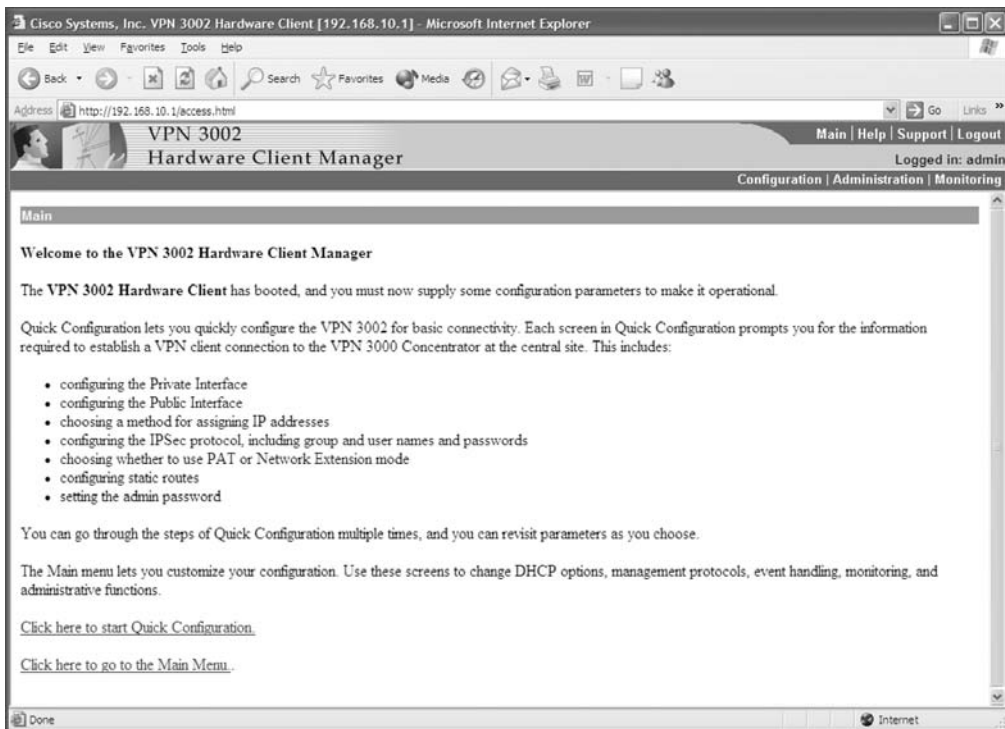 Cisco Systems, Inc. VPN 3002 Hardware Client [192.168.10.1] - Microsoft Internet Explorer
File Edit View Favorites Tools Help
Back Search Favorites Media
Address http://192.168.10.1/access.html Go Links »
VPN 3002
Hardware Client Manager
Main | Help | Support | Logout
Logged in: admin
Configuration | Administration | Monitoring
Main
Welcome to the VPN 3002 Hardware Client Manager
The VPN 3002 Hardware Client has booted, and you must now supply some configuration parameters to make it operational.
Quick Configuration lets you quickly configure the VPN 3002 for basic connectivity. Each screen in Quick Configuration prompts you for the information
required to establish a VPN client connection to the VPN 3000 Concentrator at the central site. This includes:
• configuring the Private Interface
• configuring the Public Interface
• choosing a method for assigning IP addresses
• configuring the IPSec protocol, including group and user names and passwords
• choosing whether to use PAT or Network Extension mode
• configuring static routes
• setting the admin password
You can go through the steps of Quick Configuration multiple times, and you can revisit parameters as you choose.
The Main menu lets you customize your configuration. Use these screens to change DHCP options, management protocols, event handling, monitoring, and
administrative functions.
Click here to start Quick Configuration.
Click here to go to the Main Menu..
Done Internet